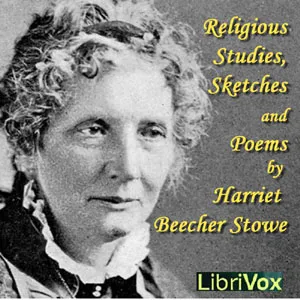 Religious
Studies,
Sketches
and
Poems
by
Harriet
Beecher Stowe
LibriVox